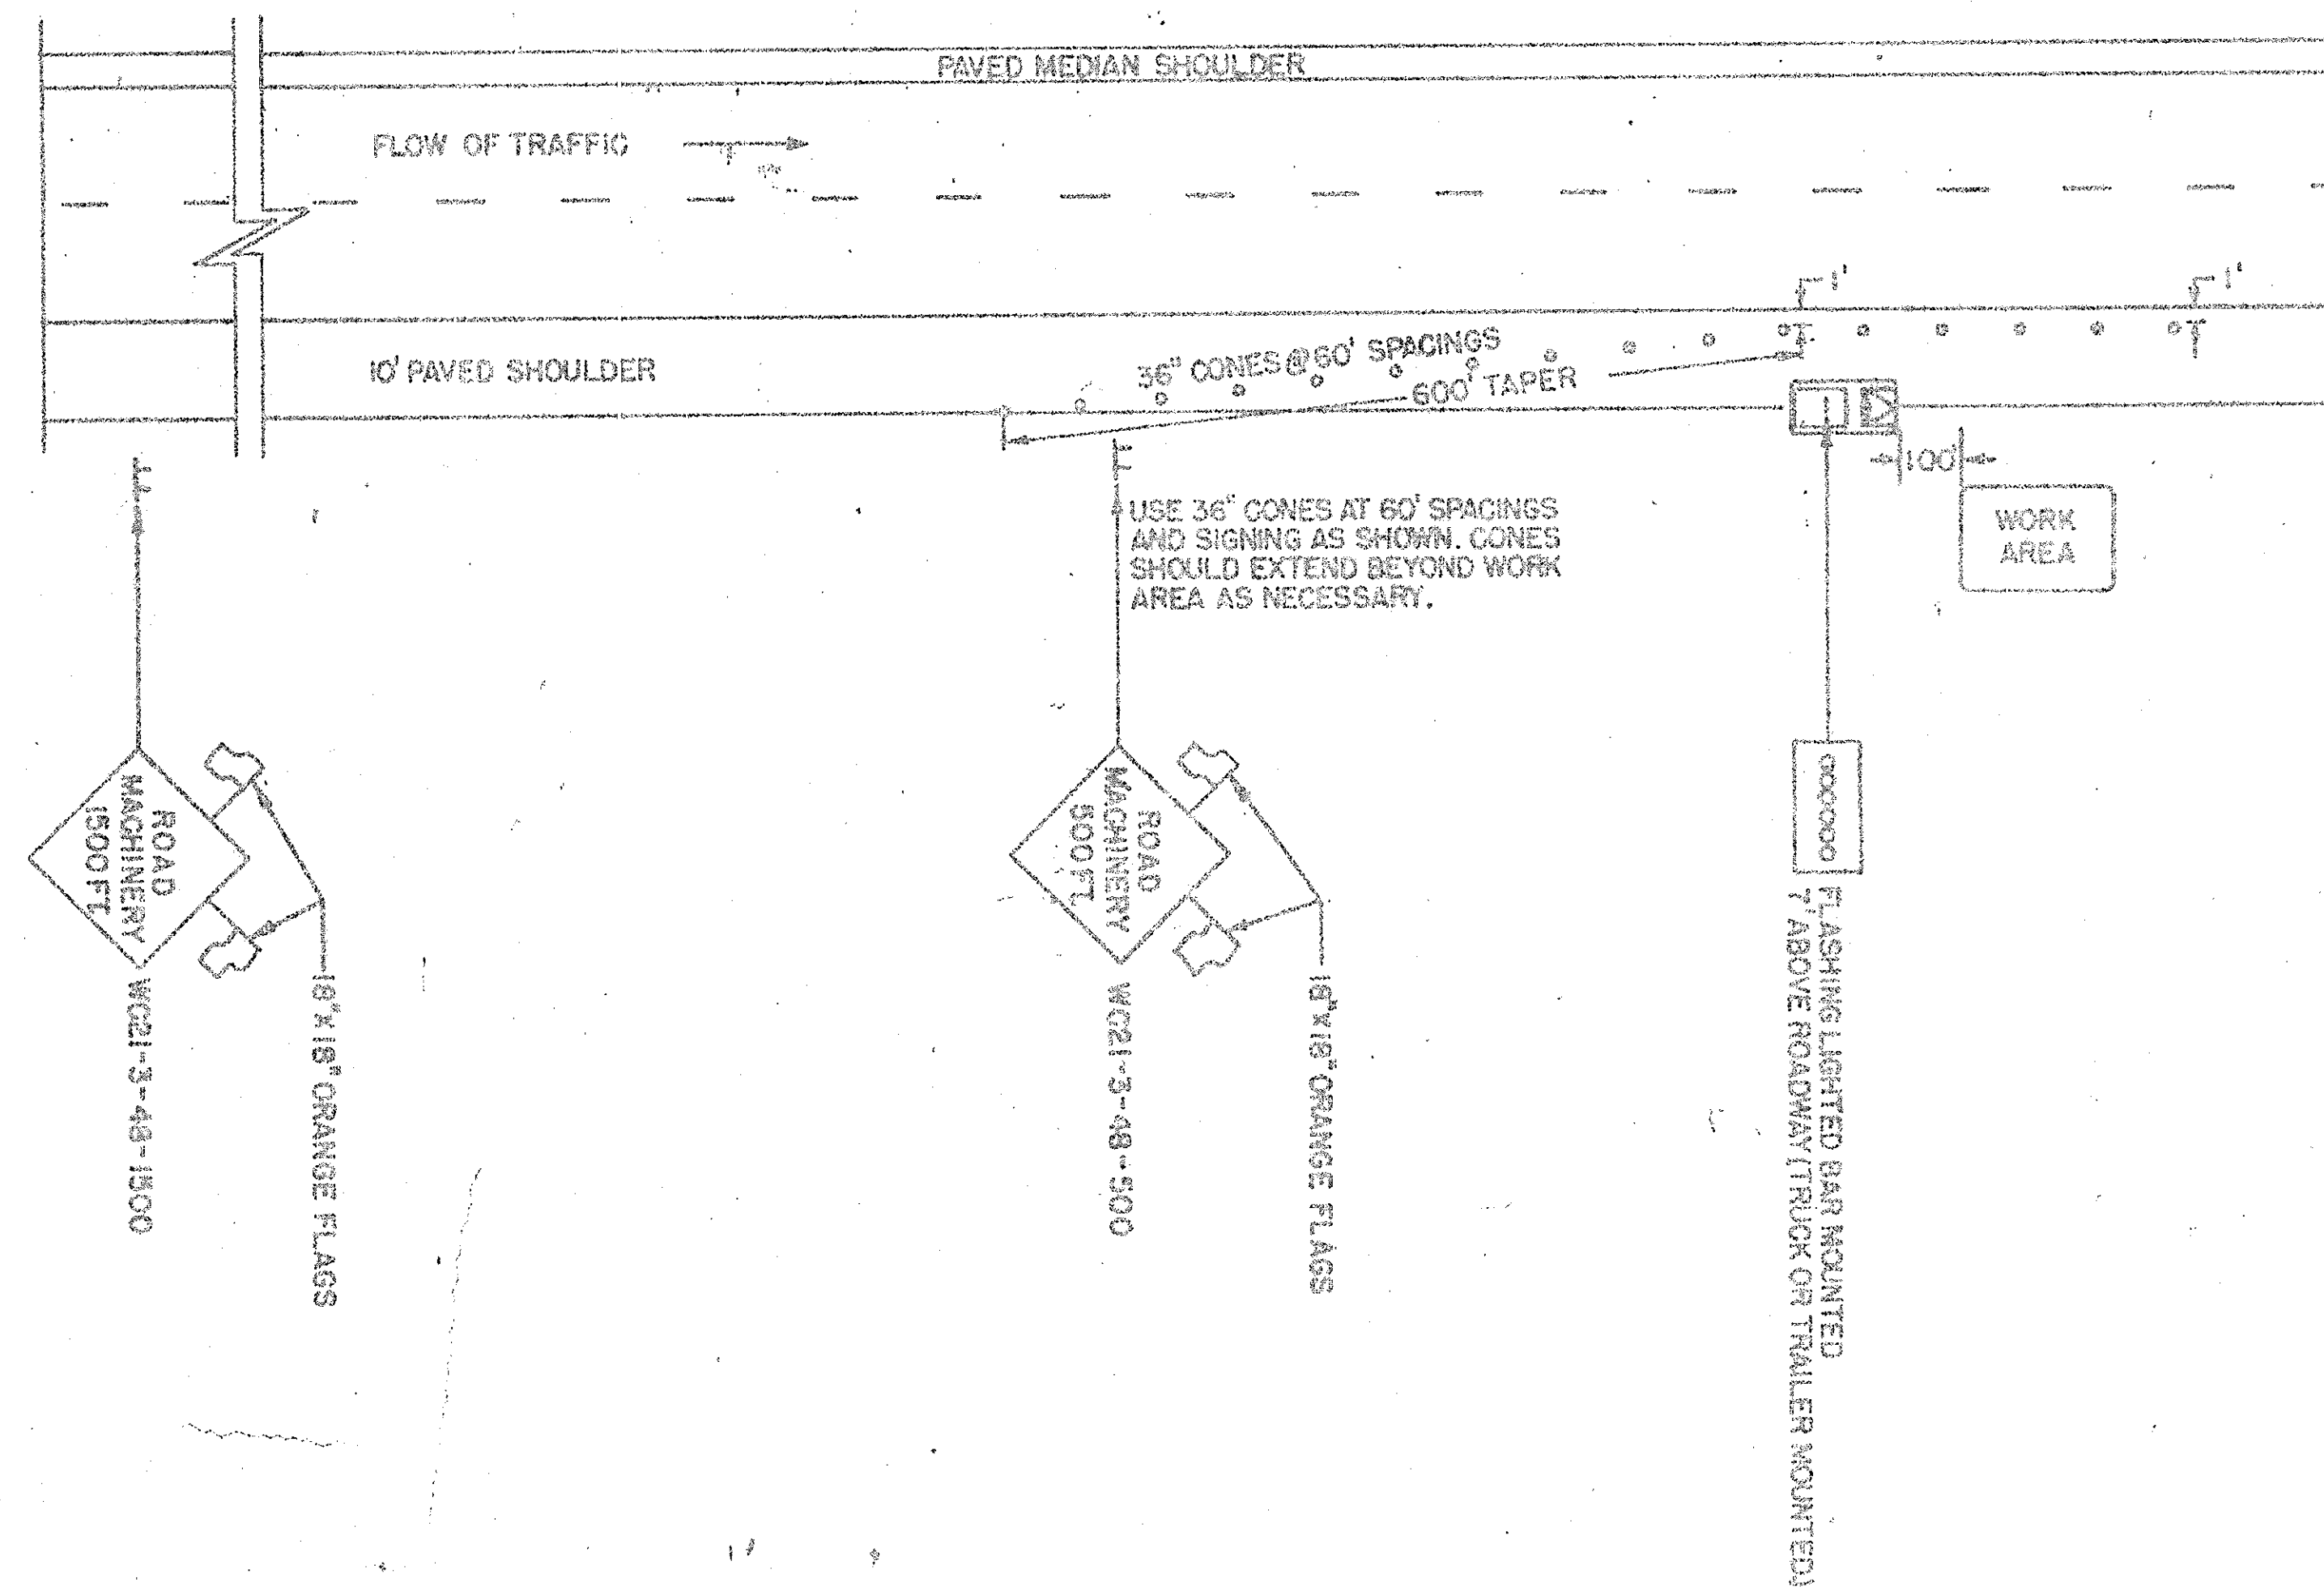 PAVED MEDIAN SHOULDER
FLOW OF TRAFFIC
1'
1'
36" CONES @ 60' SPACINGS
10' PAVED SHOULDER
600' TAPER
100'
USE 36" CONES AT 60' SPACINGS
AND SIGNING AS SHOWN. CONES
SHOULD EXTEND BEYOND WORK
AREA AS NECESSARY.
WORK
AREA
ROAD
MACHINERY
1500 FT
WC21-3-48-1500
18" X 18" ORANGE FLAGS
ROAD
MACHINERY
500 FT
WC21-3-48-500
18" X 18" ORANGE FLAGS
FLASHING LIGHTED BAR MOUNTED
7' ABOVE ROADWAY (TRUCK OR TRAILER MOUNTED)